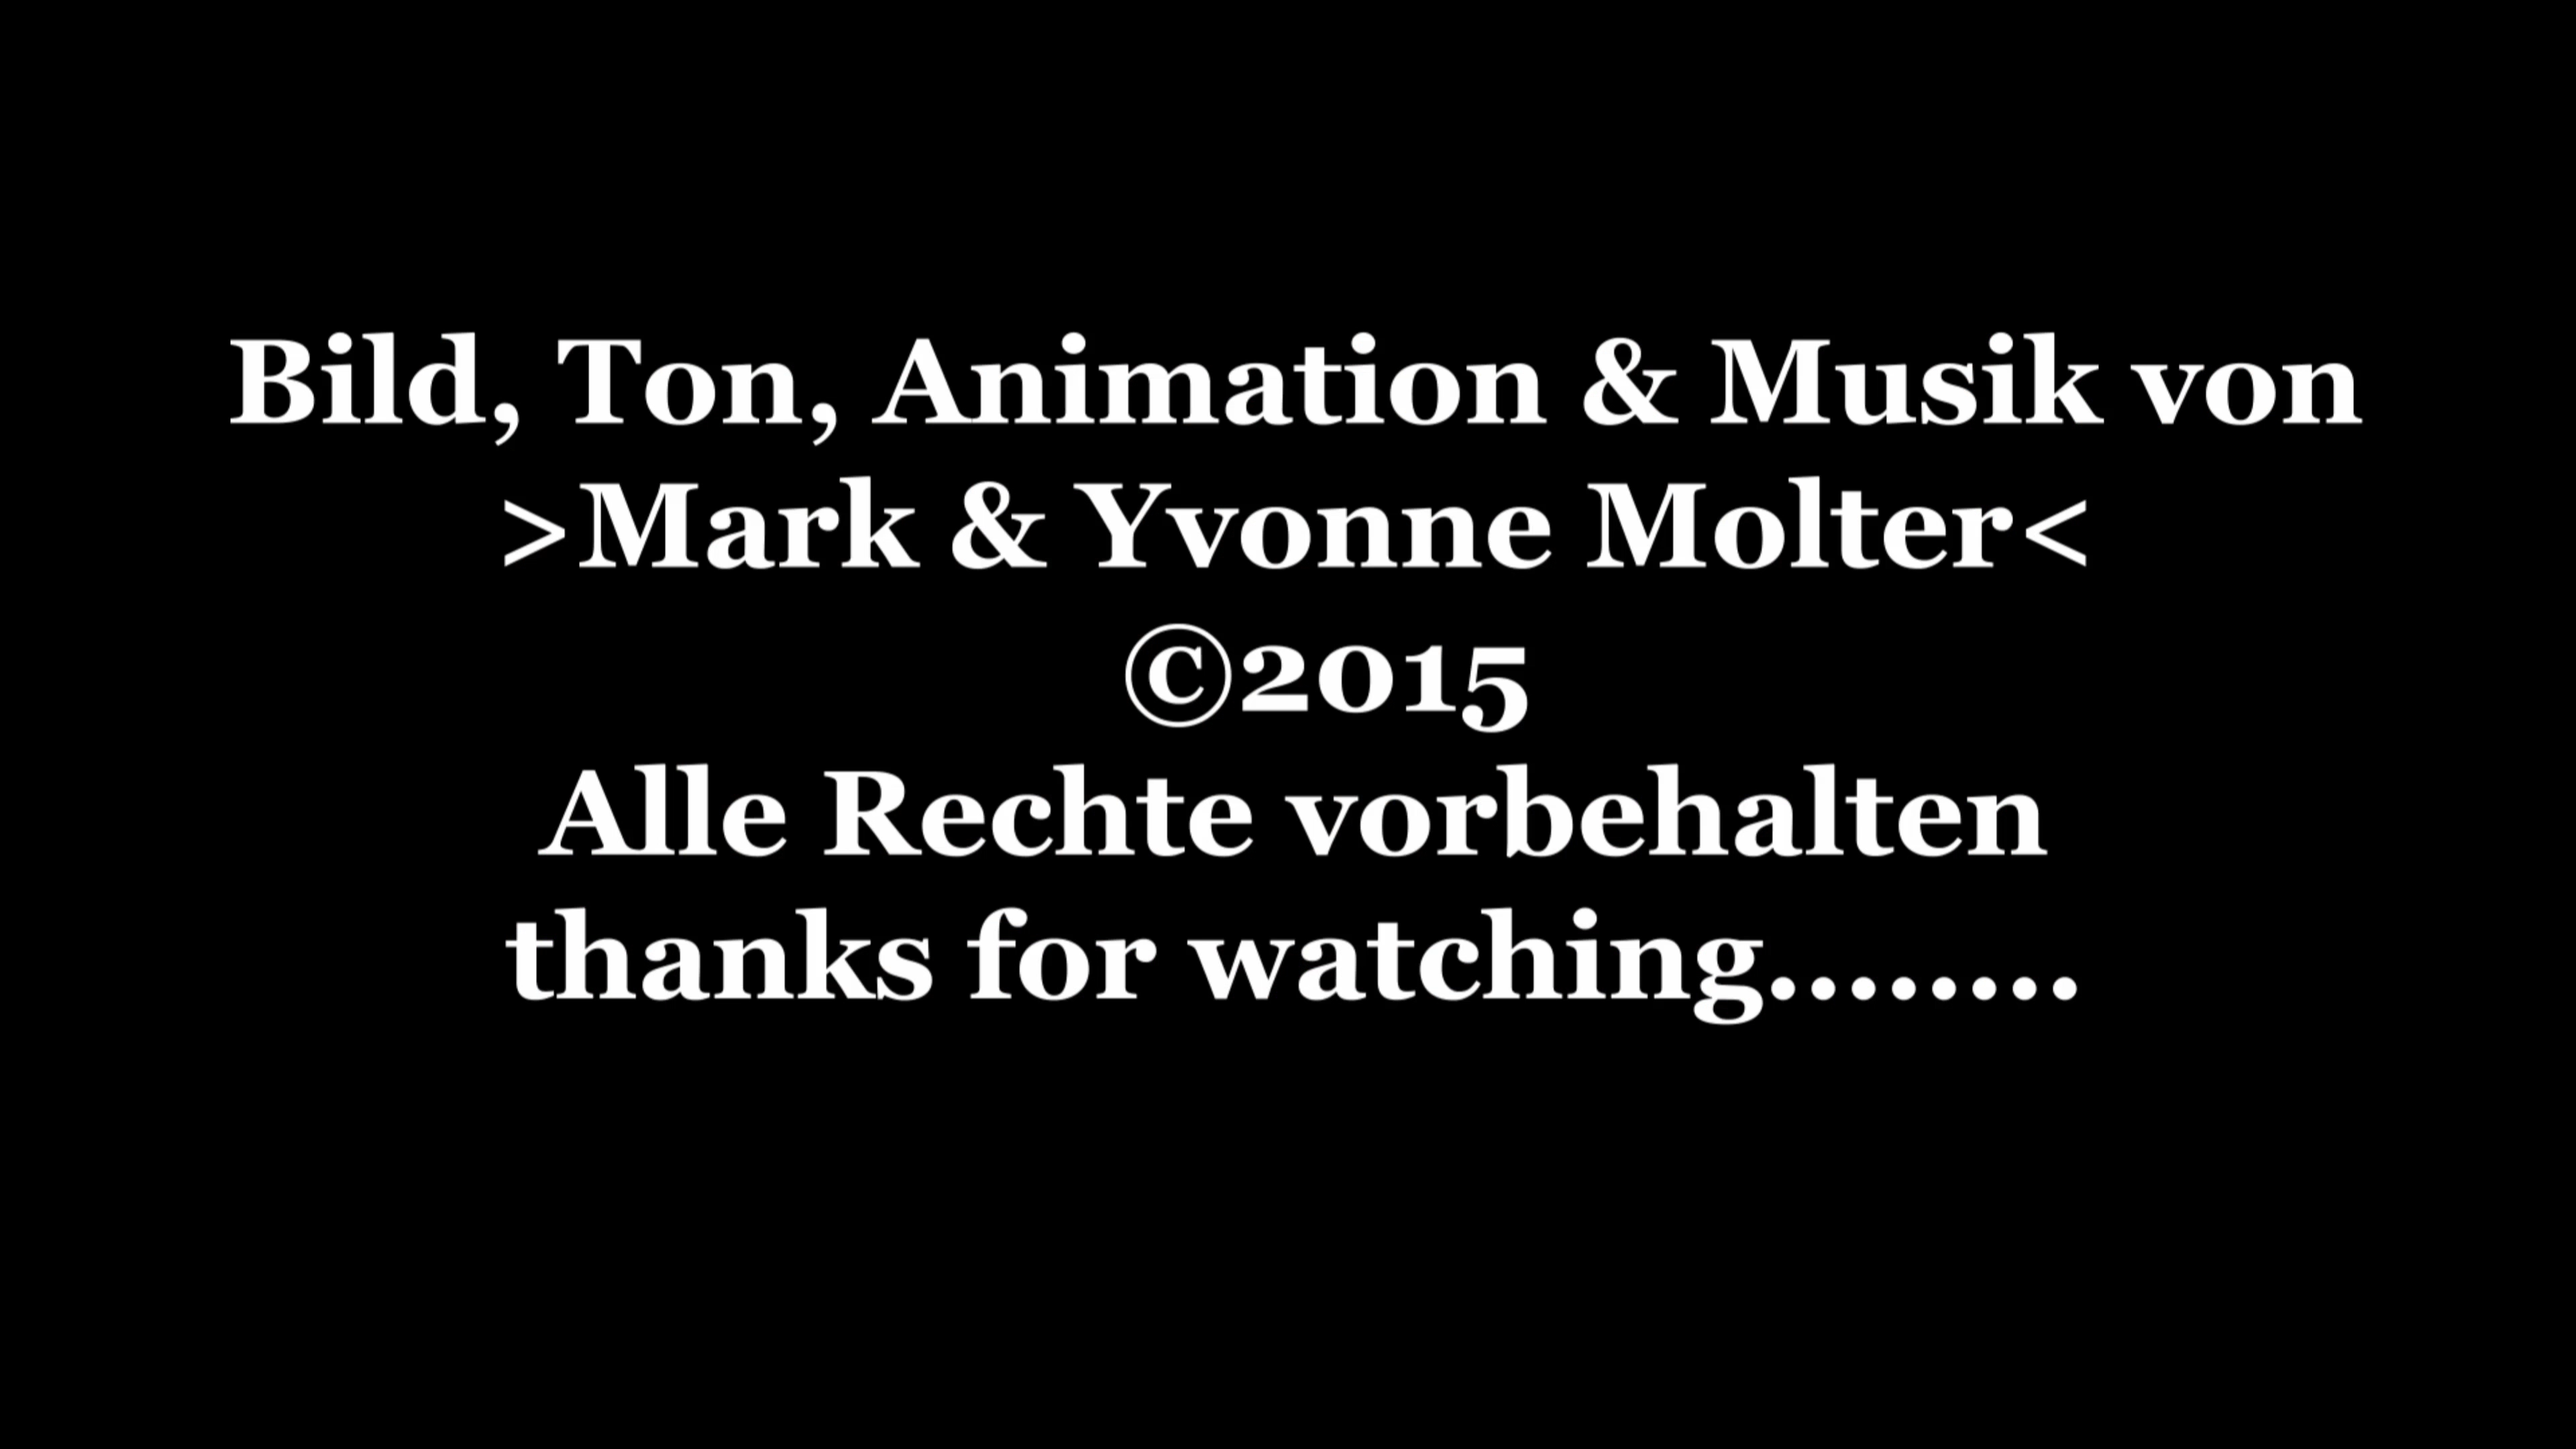 Bild, Ton, Animation & Musik von
>Mark & Yvonne Molter<
©2015
Alle Rechte vorbehalten
thanks for watching........